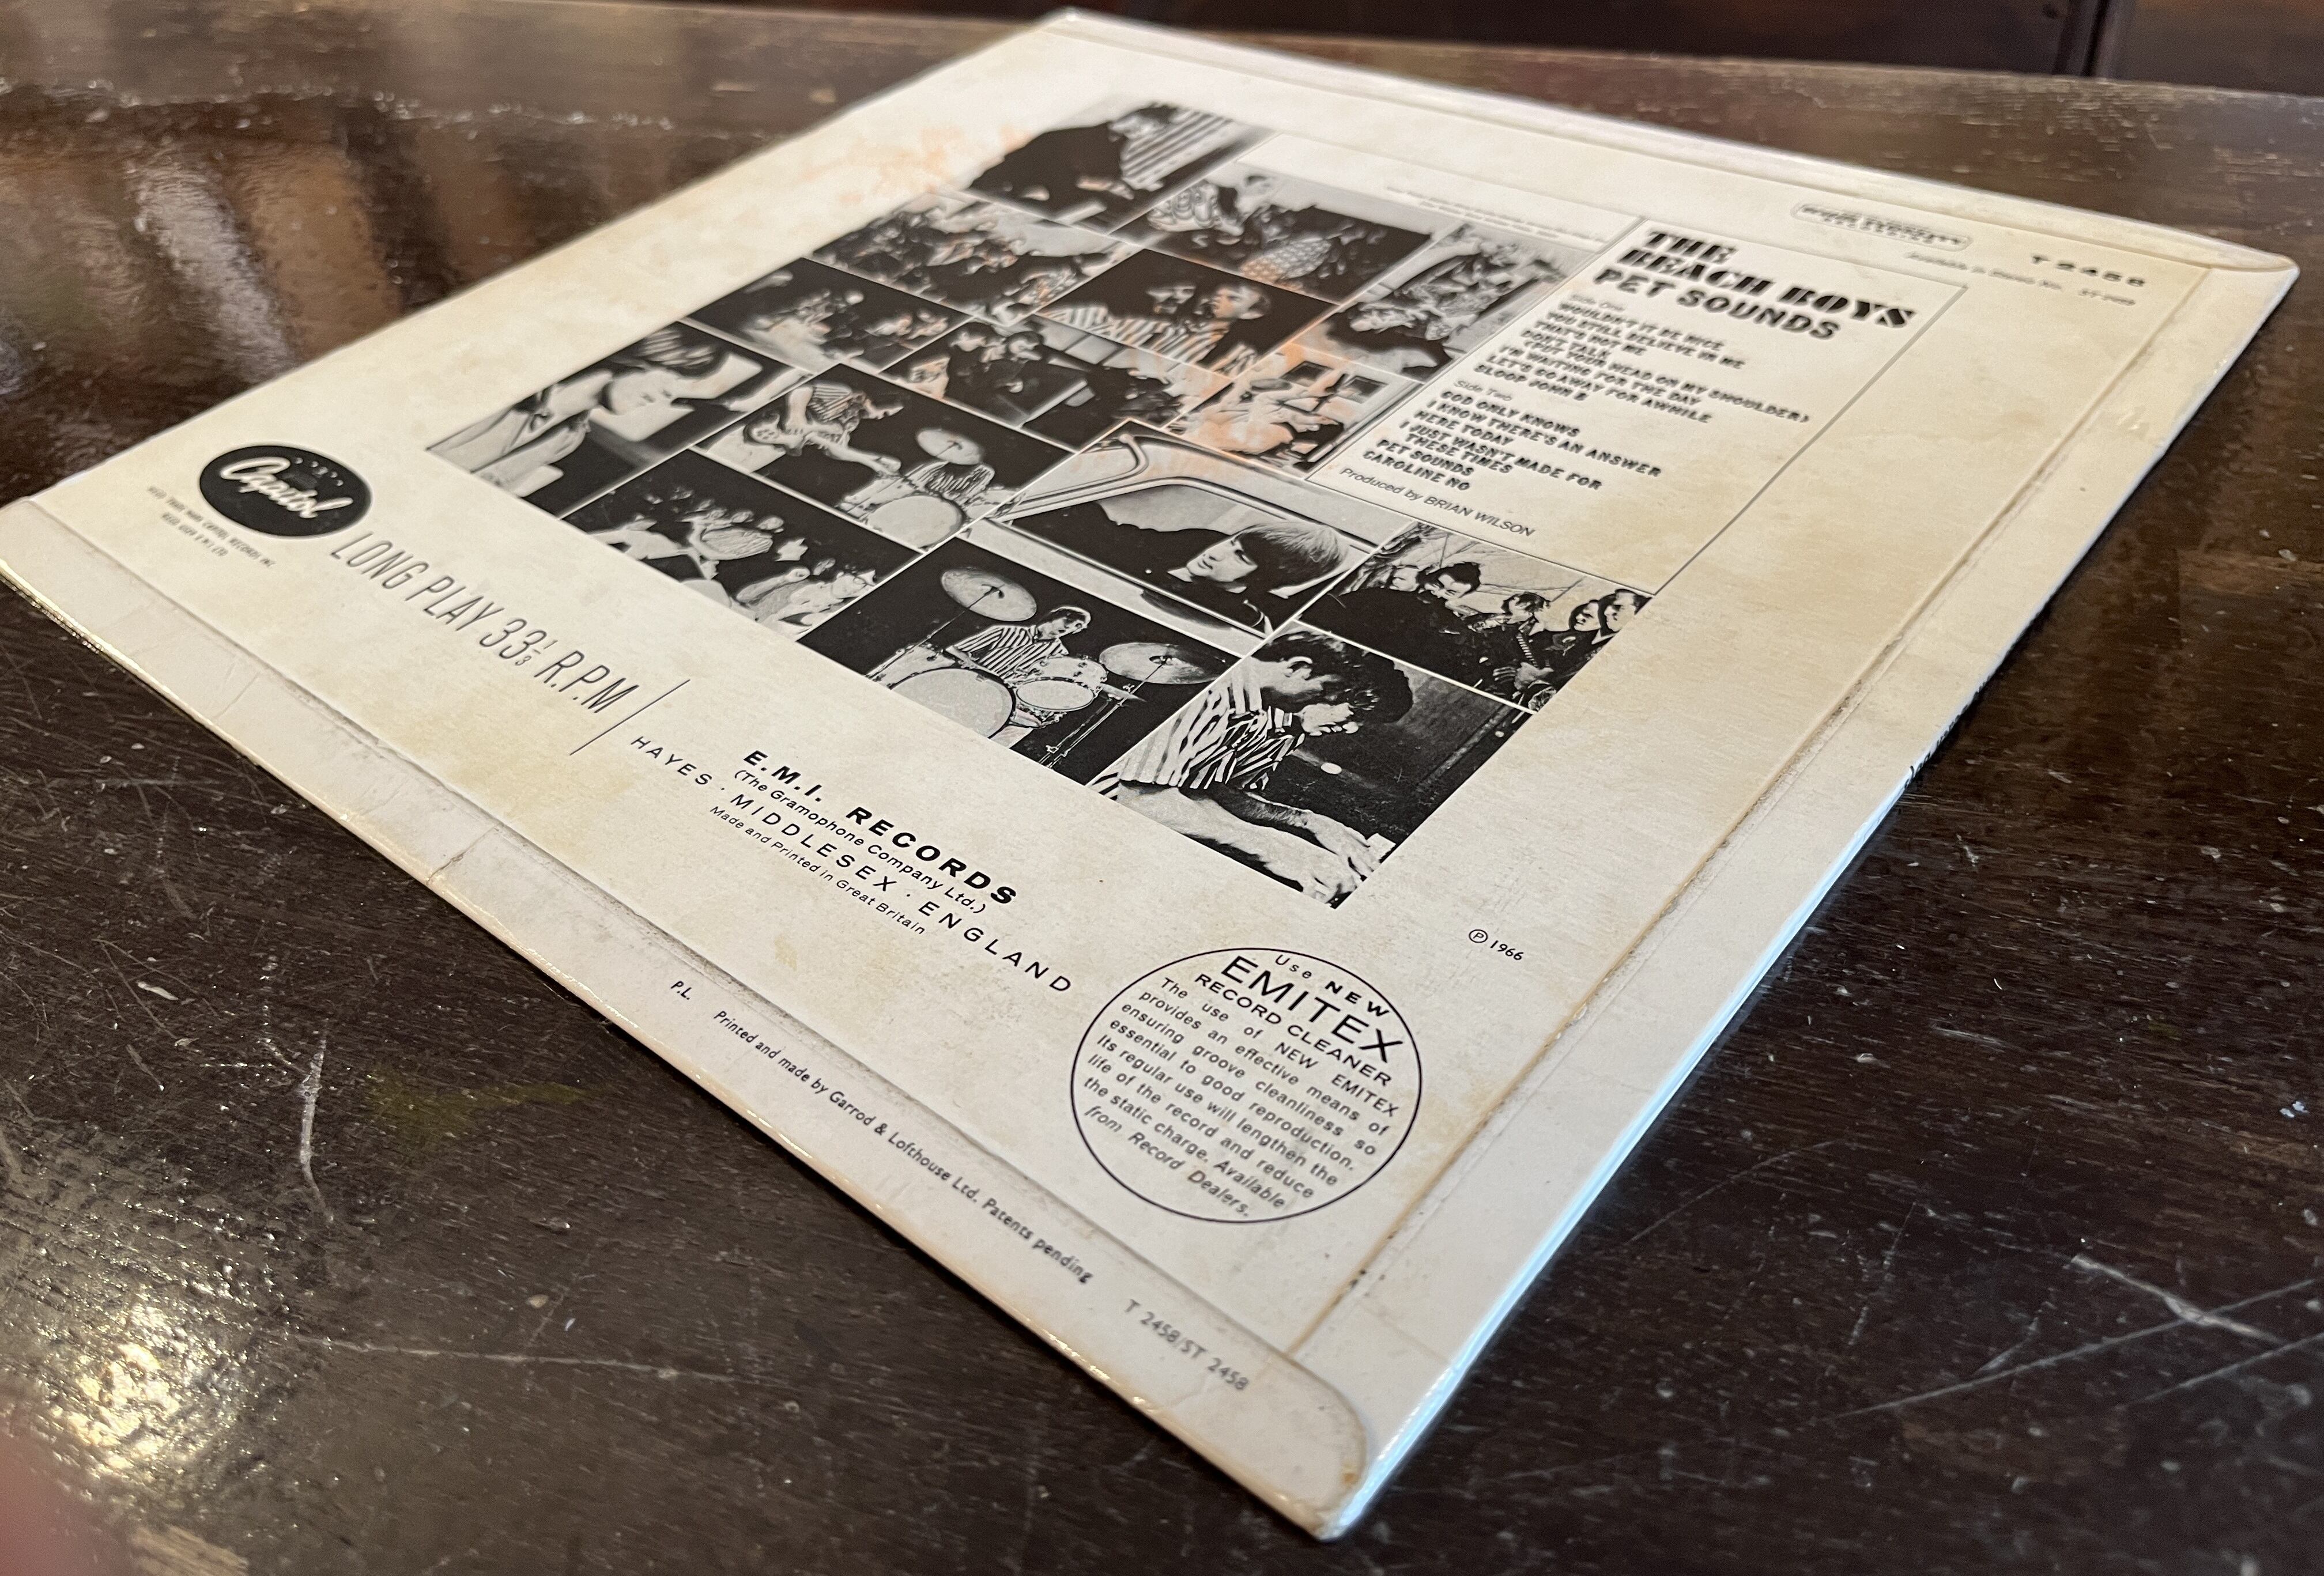 T 2458
THE
BEACH BOYS
PET SOUNDS
Side One
WOULDN'T IT BE NICE
YOU STILL BELIEVE IN ME
THAT'S NOT ME
DON'T TALK
(PUT YOUR HEAD ON MY SHOULDER)
I'M WAITING FOR THE DAY
LET'S GO AWAY FOR AWHILE
SLOOP JOHN B
Side Two
GOD ONLY KNOWS
I KNOW THERE'S AN ANSWER
HERE TODAY
I JUST WASN'T MADE FOR
THESE TIMES
PET SOUNDS
CAROLINE NO
Produced by BRIAN WILSON
Capitol
LONG PLAY 33⅓ R.P.M
E.M.I. RECORDS
(The Gramophone Company Ltd.)
HAYES · MIDDLESEX · ENGLAND
Made and Printed in Great Britain
℗ 1966
Use NEW
EMITEX
RECORD CLEANER
The use of NEW EMITEX
provides an effective means of
ensuring groove cleanliness so
essential to good reproduction.
Its regular use will lengthen the
life of the record and reduce
the static charge. Available
from Record Dealers.
P.L. Printed and made by Garrod & Lofthouse Ltd. Patents pending
T 2458/ST 2458